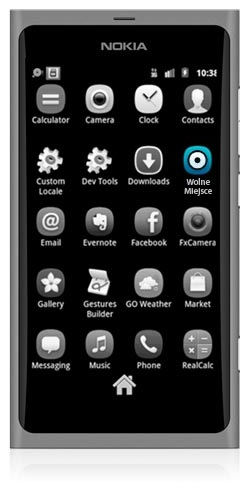 NOKIA
10:38
Calculator Camera Clock Contacts
Custom Dev Tools Downloads Wolne
Locale Miejsce
Email Evernote Facebook FxCamera
Gallery Gestures GO Weather Market
Builder
Messaging Music Phone RealCalc